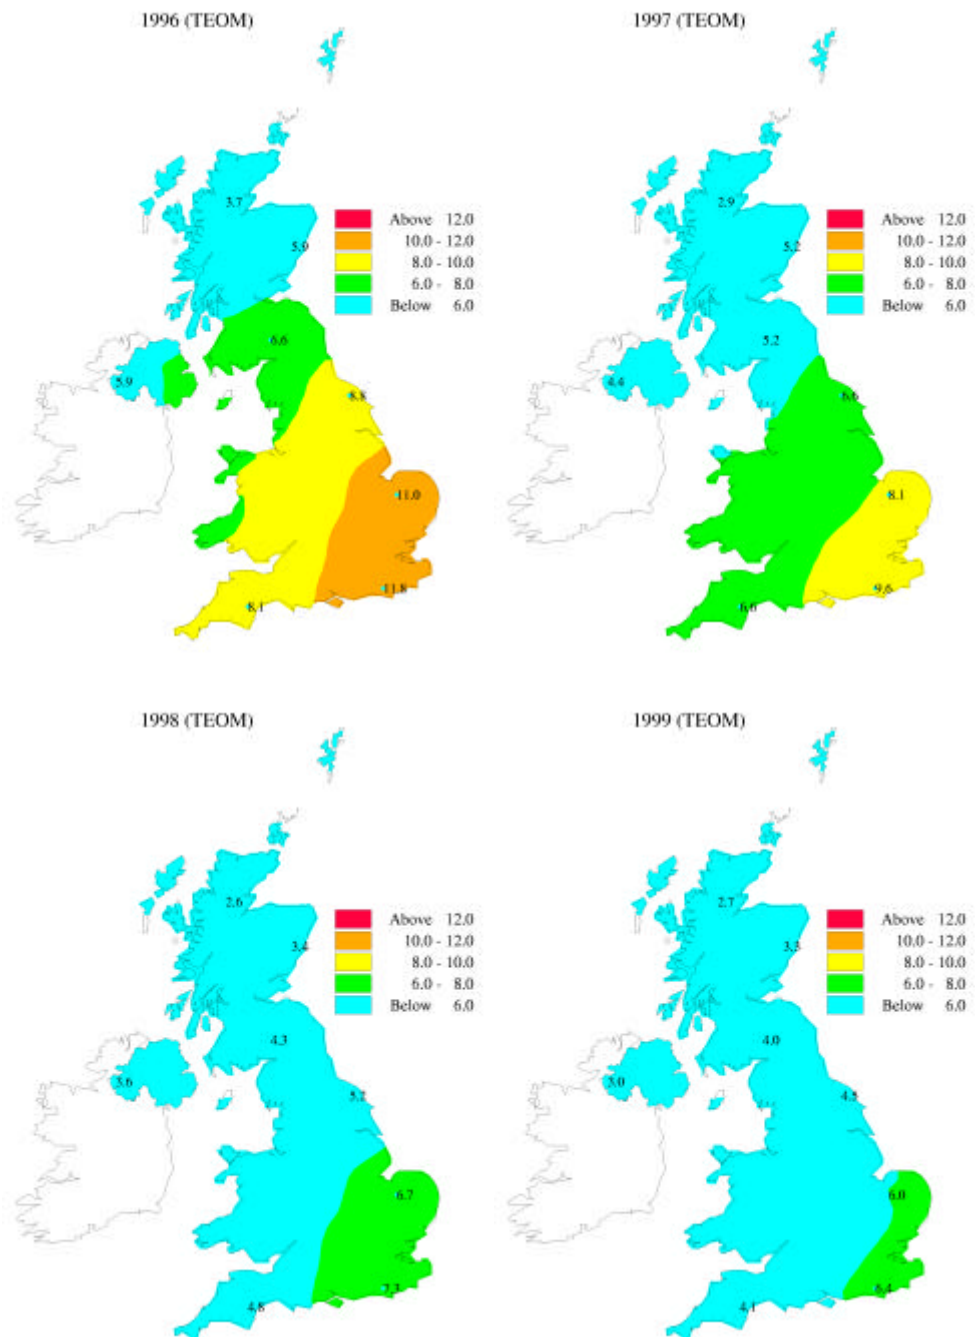 1996 (TEOM)
1997 (TEOM)
3.7
Above 12.0
10.0 - 12.0
8.0 - 10.0
6.0 - 8.0
Below 6.0
6.6
5.9
8.8
11.0
11.8
8.1
2.9
5.2
Above 12.0
10.0 - 12.0
8.0 - 10.0
6.0 - 8.0
Below 6.0
5.2
4.4
6.6
8.1
9.6
6.6
1998 (TEOM)
1999 (TEOM)
2.6
3.4
Above 12.0
10.0 - 12.0
8.0 - 10.0
6.0 - 8.0
Below 6.0
4.3
3.6
5.2
6.7
7.3
4.8
2.7
3.3
Above 12.0
10.0 - 12.0
8.0 - 10.0
6.0 - 8.0
Below 6.0
4.0
3.0
4.5
6.0
6.4
4.1